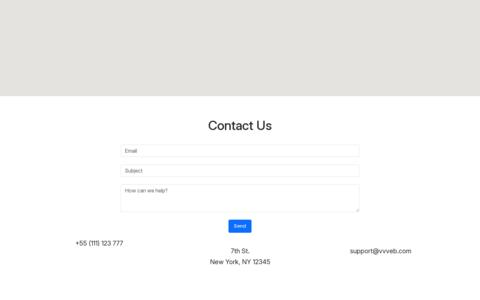 Contact Us
Email
Subject
How can we help?
Send
+55 (111) 123 777
7th St.
New York, NY 12345
support@vvveb.com